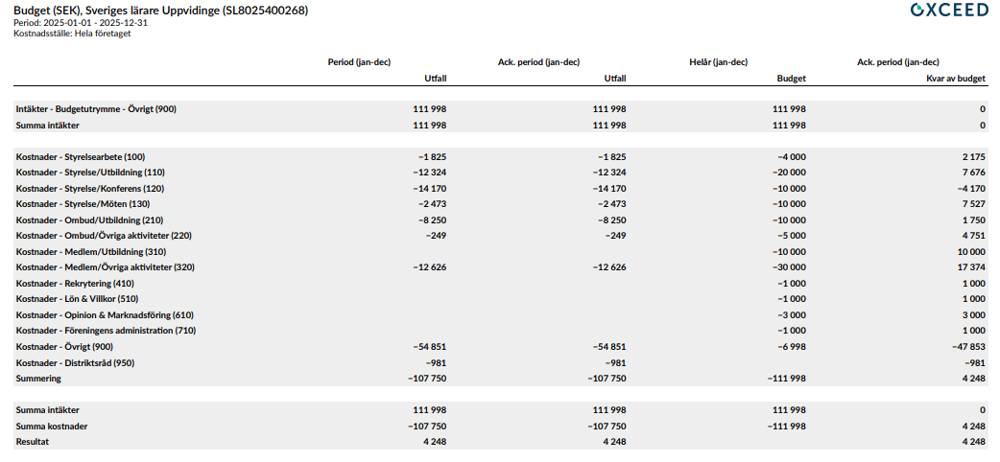 Budget (SEK), Sveriges lärare Uppvidinge (SL8025400268)
OXCEED
Period: 2025-01-01 - 2025-12-31
Kostnadsställe: Hela företaget
Period (jan-dec) Ack. period (jan-dec) Helår (jan-dec) Ack. period (jan-dec)
Utfall Utfall Budget Kvar av budget
Intäkter - Budgetutrymme - Övrigt (900) 111 998 111 998 111 998 0
Summa intäkter 111 998 111 998 111 998 0
Kostnader - Styrelsearbete (100) −1 825 −1 825 −4 000 2 175
Kostnader - Styrelse/Utbildning (110) −12 324 −12 324 −20 000 7 676
Kostnader - Styrelse/Konferens (120) −14 170 −14 170 −10 000 −4 170
Kostnader - Styrelse/Möten (130) −2 473 −2 473 −10 000 7 527
Kostnader - Ombud/Utbildning (210) −8 250 −8 250 −10 000 1 750
Kostnader - Ombud/Övriga aktiviteter (220) −249 −249 −5 000 4 751
Kostnader - Medlem/Utbildning (310) −10 000 10 000
Kostnader - Medlem/Övriga aktiviteter (320) −12 626 −12 626 −30 000 17 374
Kostnader - Rekrytering (410) −1 000 1 000
Kostnader - Lön & Villkor (510) −1 000 1 000
Kostnader - Opinion & Marknadsföring (610) −3 000 3 000
Kostnader - Föreningens administration (710) −1 000 1 000
Kostnader - Övrigt (900) −54 851 −54 851 −6 998 −47 853
Kostnader - Distriktsråd (950) −981 −981 −981
Summering −107 750 −107 750 −111 998 4 248
Summa intäkter 111 998 111 998 111 998 0
Summa kostnader −107 750 −107 750 −111 998 4 248
Resultat 4 248 4 248 4 248